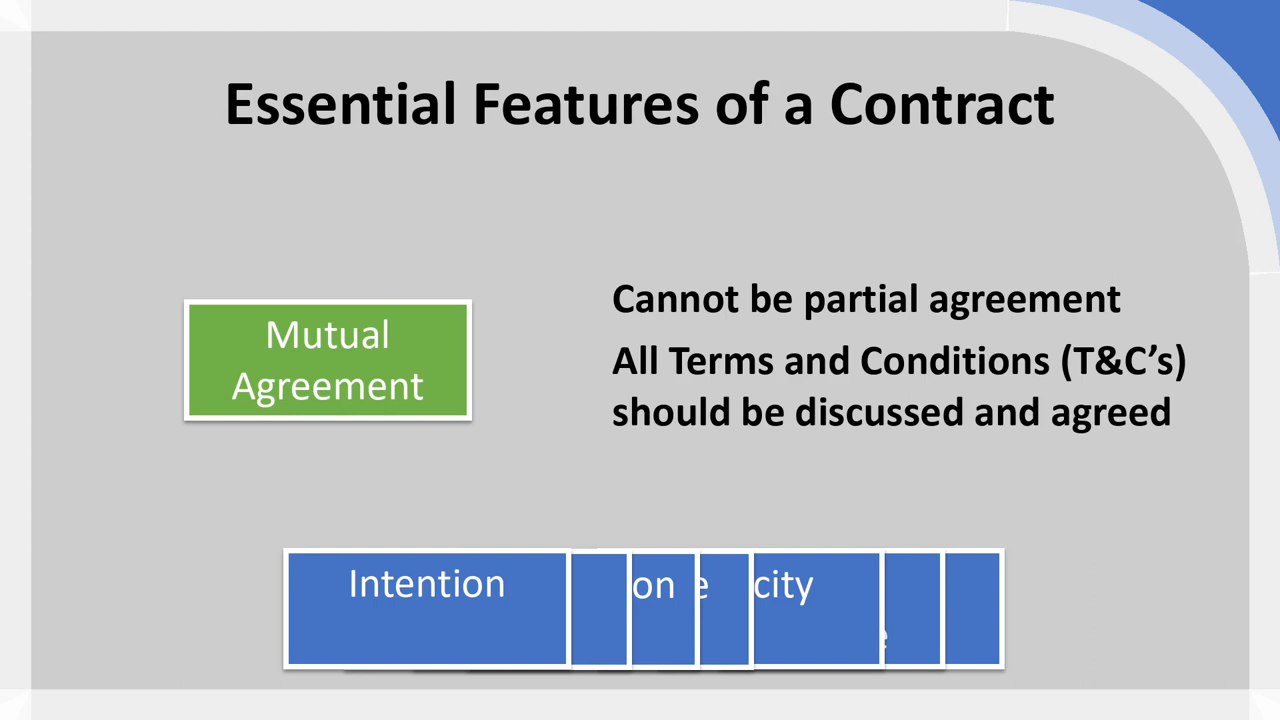 Essential Features of a Contract
Mutual
Agreement
Cannot be partial agreement
All Terms and Conditions (T&C’s)
should be discussed and agreed
Intention